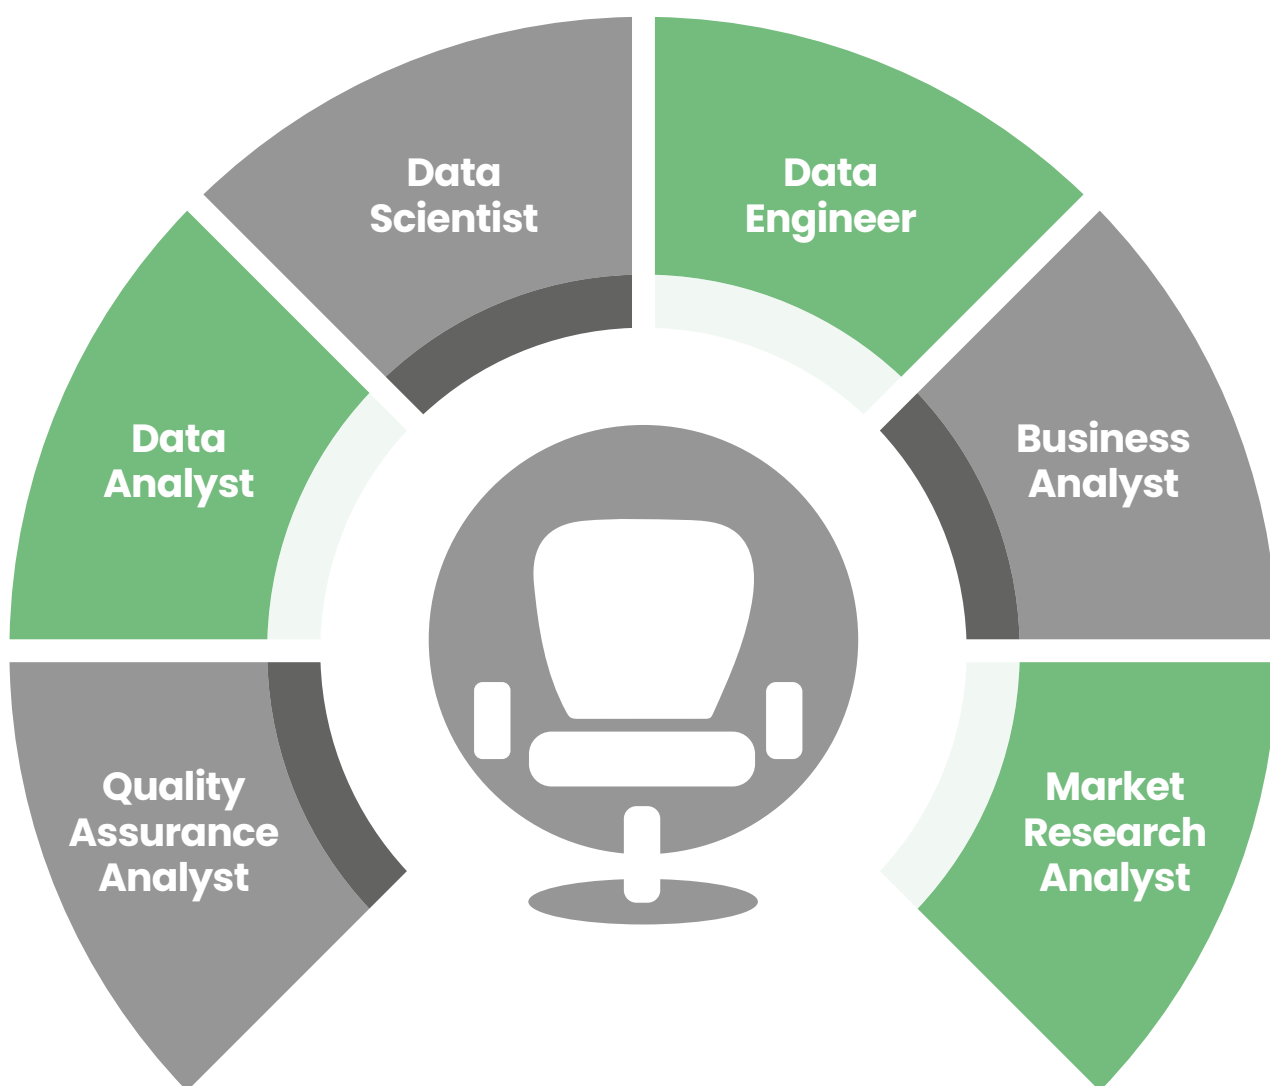 Data
Scientist
Data
Engineer
Data
Analyst
Business
Analyst
Quality
Assurance
Analyst
Market
Research
Analyst